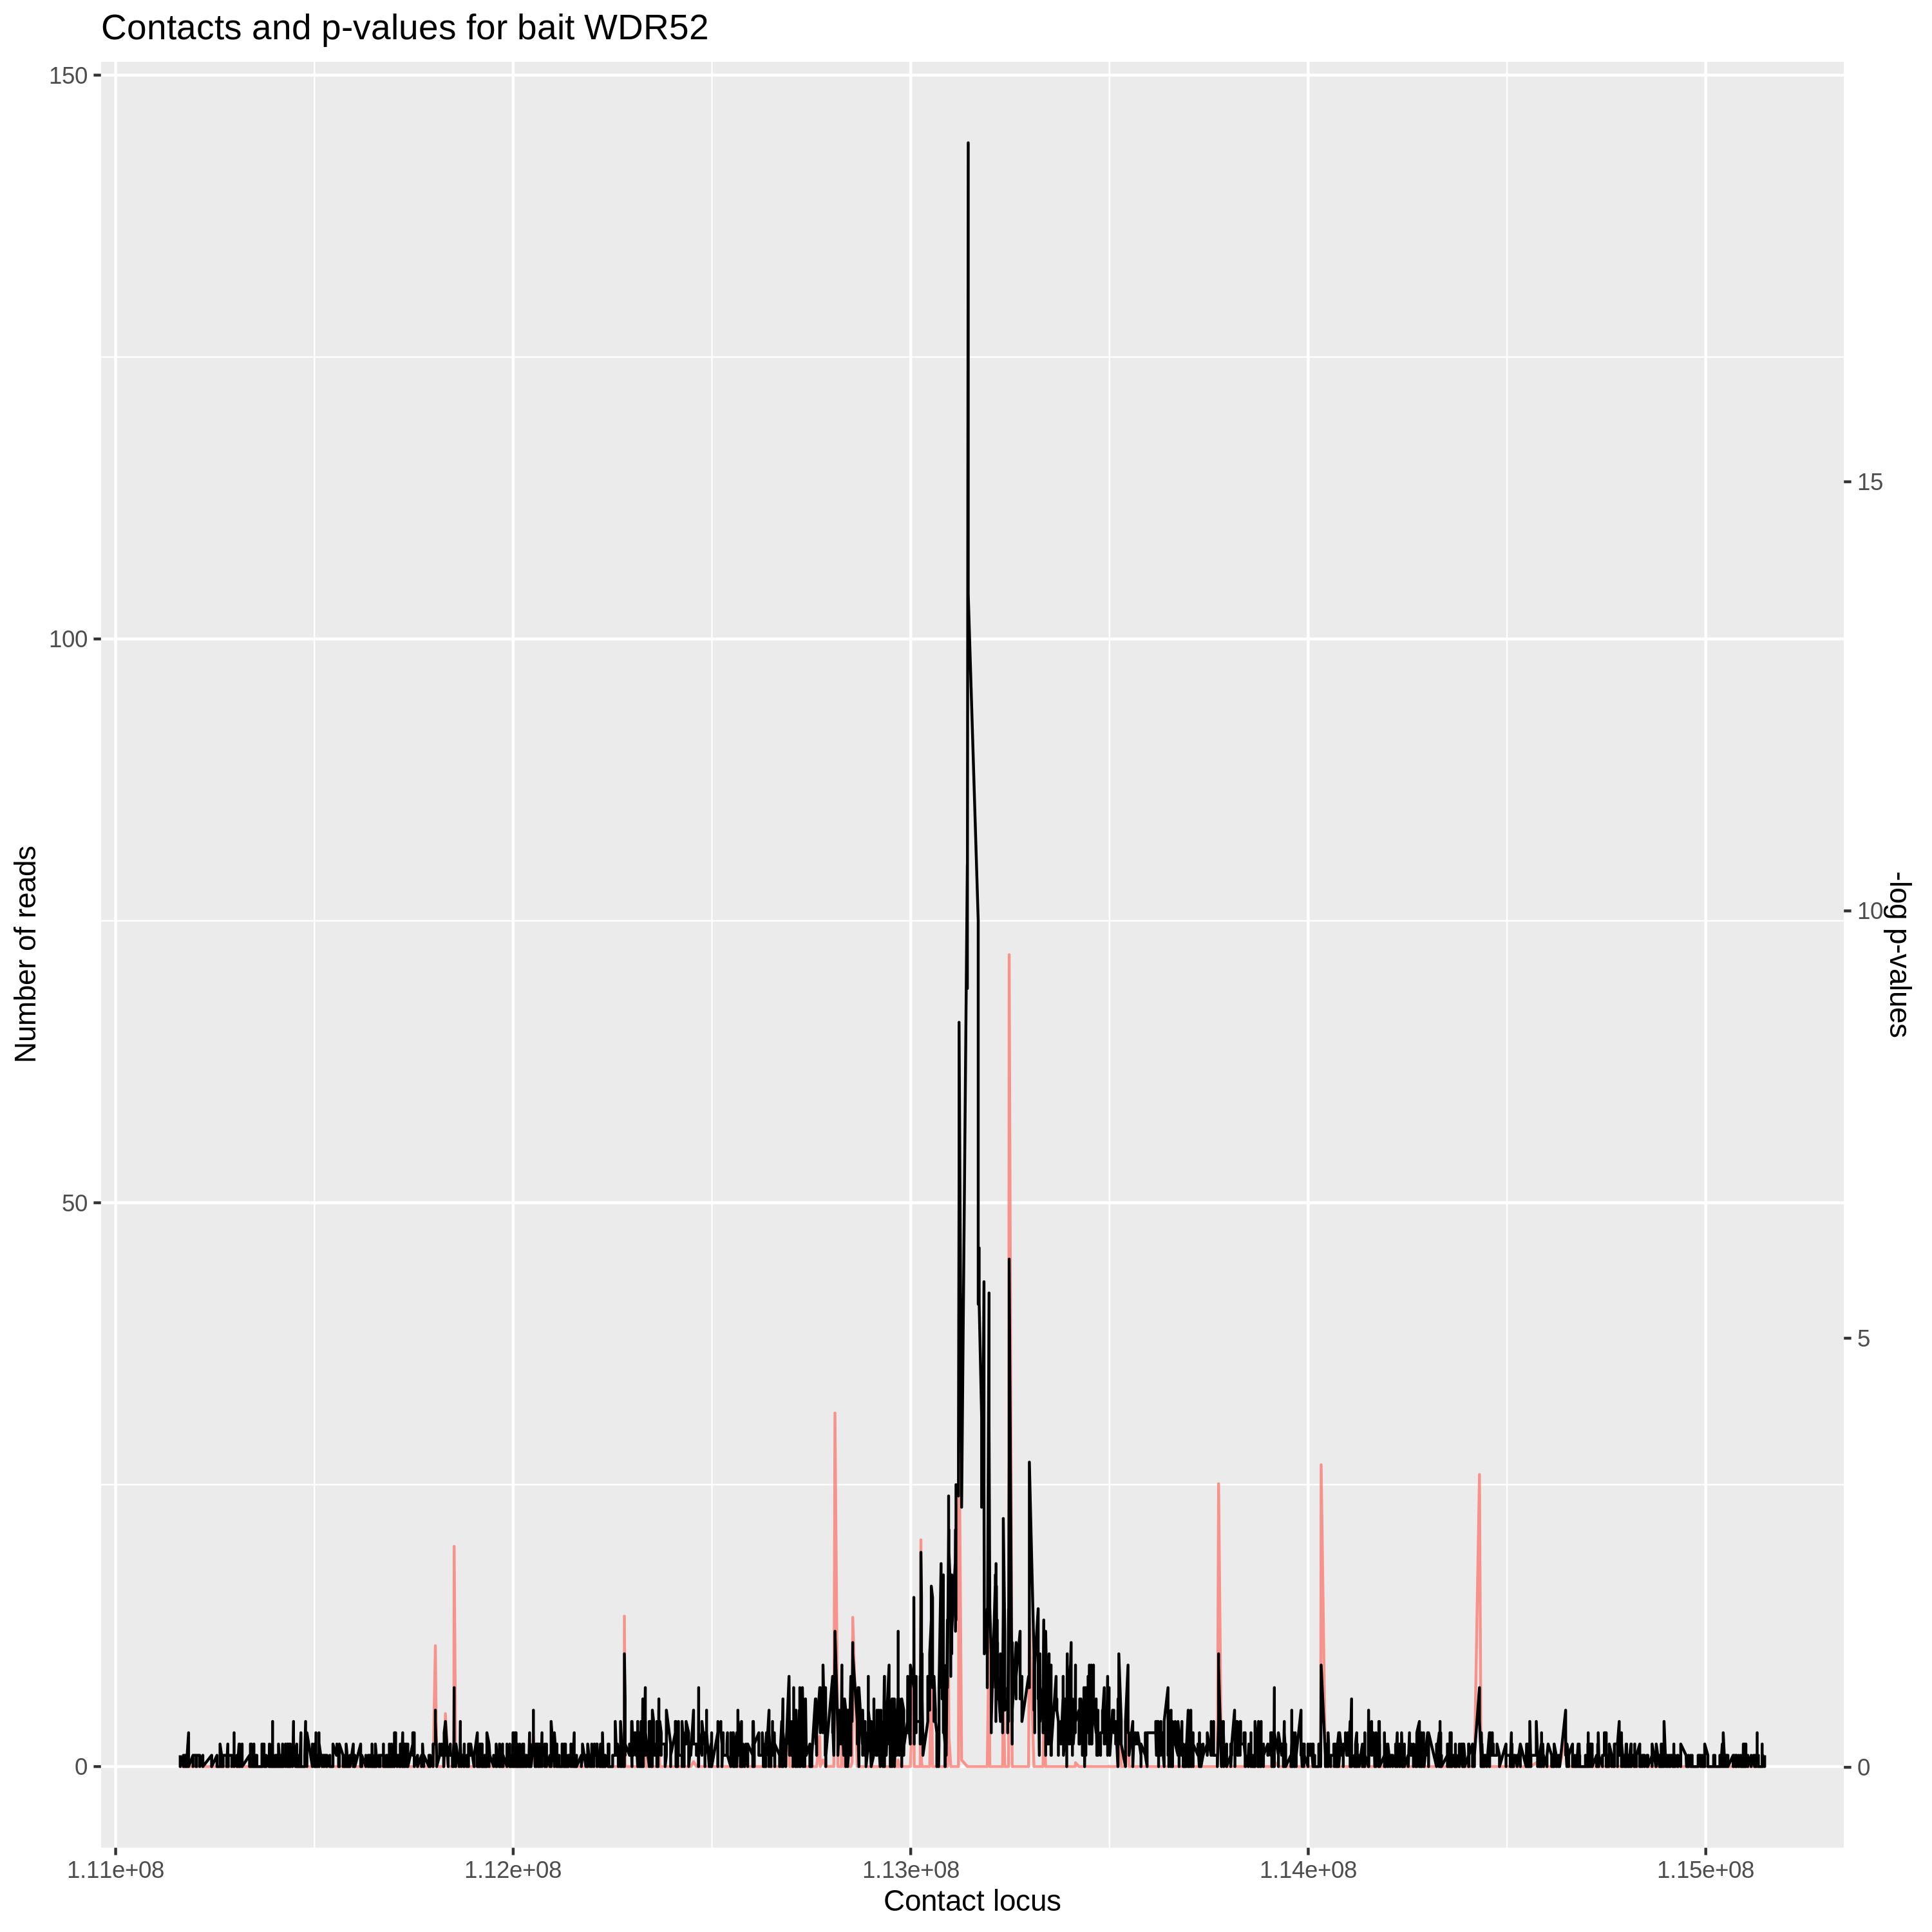 Contacts and p-values for bait WDR52
150
100
50
0
Number of reads
15
10
5
0
-log p-values
1.11e+08
1.12e+08
1.13e+08
1.14e+08
1.15e+08
Contact locus